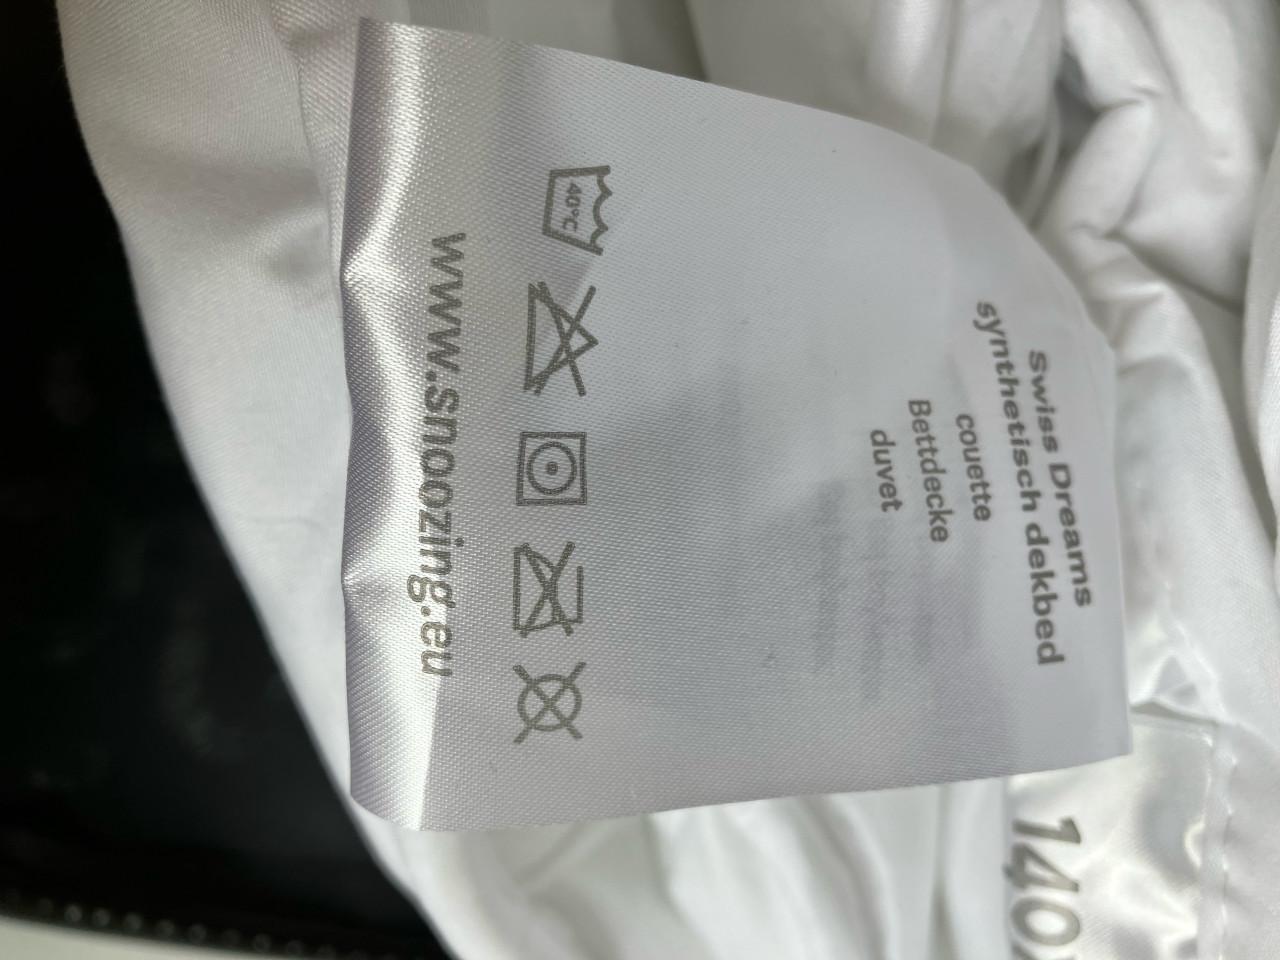 Swiss Dreams
synthetisch dekbed
couette
Bettdecke
duvet
40°C
www.snoozing.eu
140